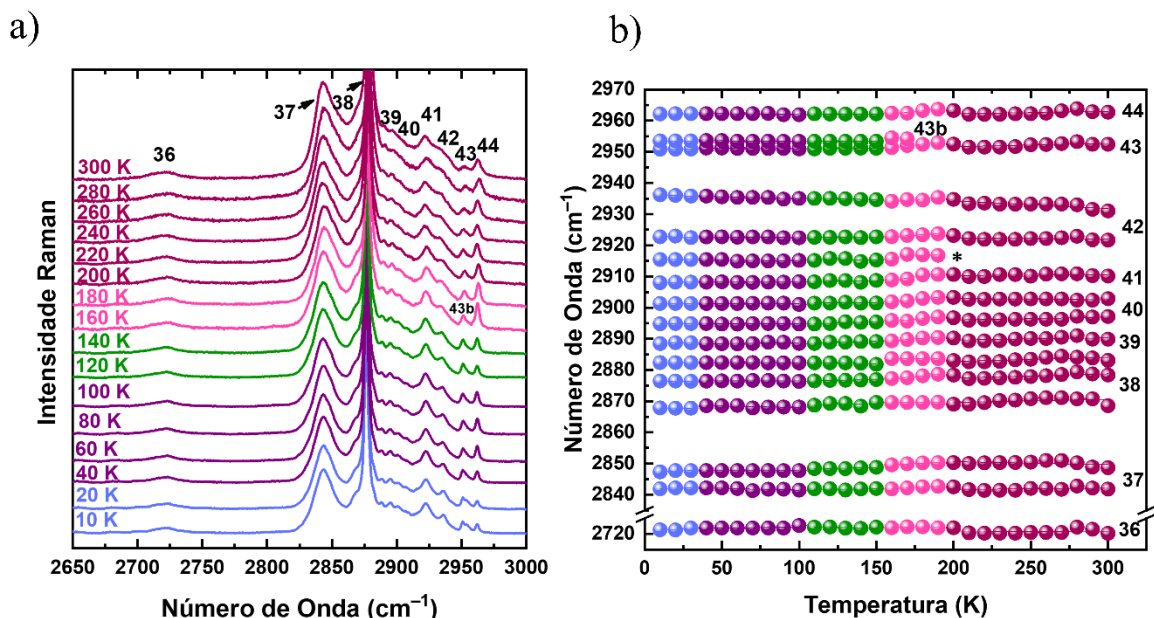 a)
Intensidade Raman
36
37
38
39
40
41
42
43
44
43b
300 K
280 K
260 K
240 K
220 K
200 K
180 K
160 K
140 K
120 K
100 K
80 K
60 K
40 K
20 K
10 K
2650 2700 2750 2800 2850 2900 2950 3000
Número de Onda (cm⁻¹)
b)
Número de Onda (cm⁻¹)
2970
2960
2950
2940
2930
2920
2910
2900
2890
2880
2870
2860
2850
2840
2720
44
43b
43
42
*
41
40
39
38
37
36
0 50 100 150 200 250 300
Temperatura (K)